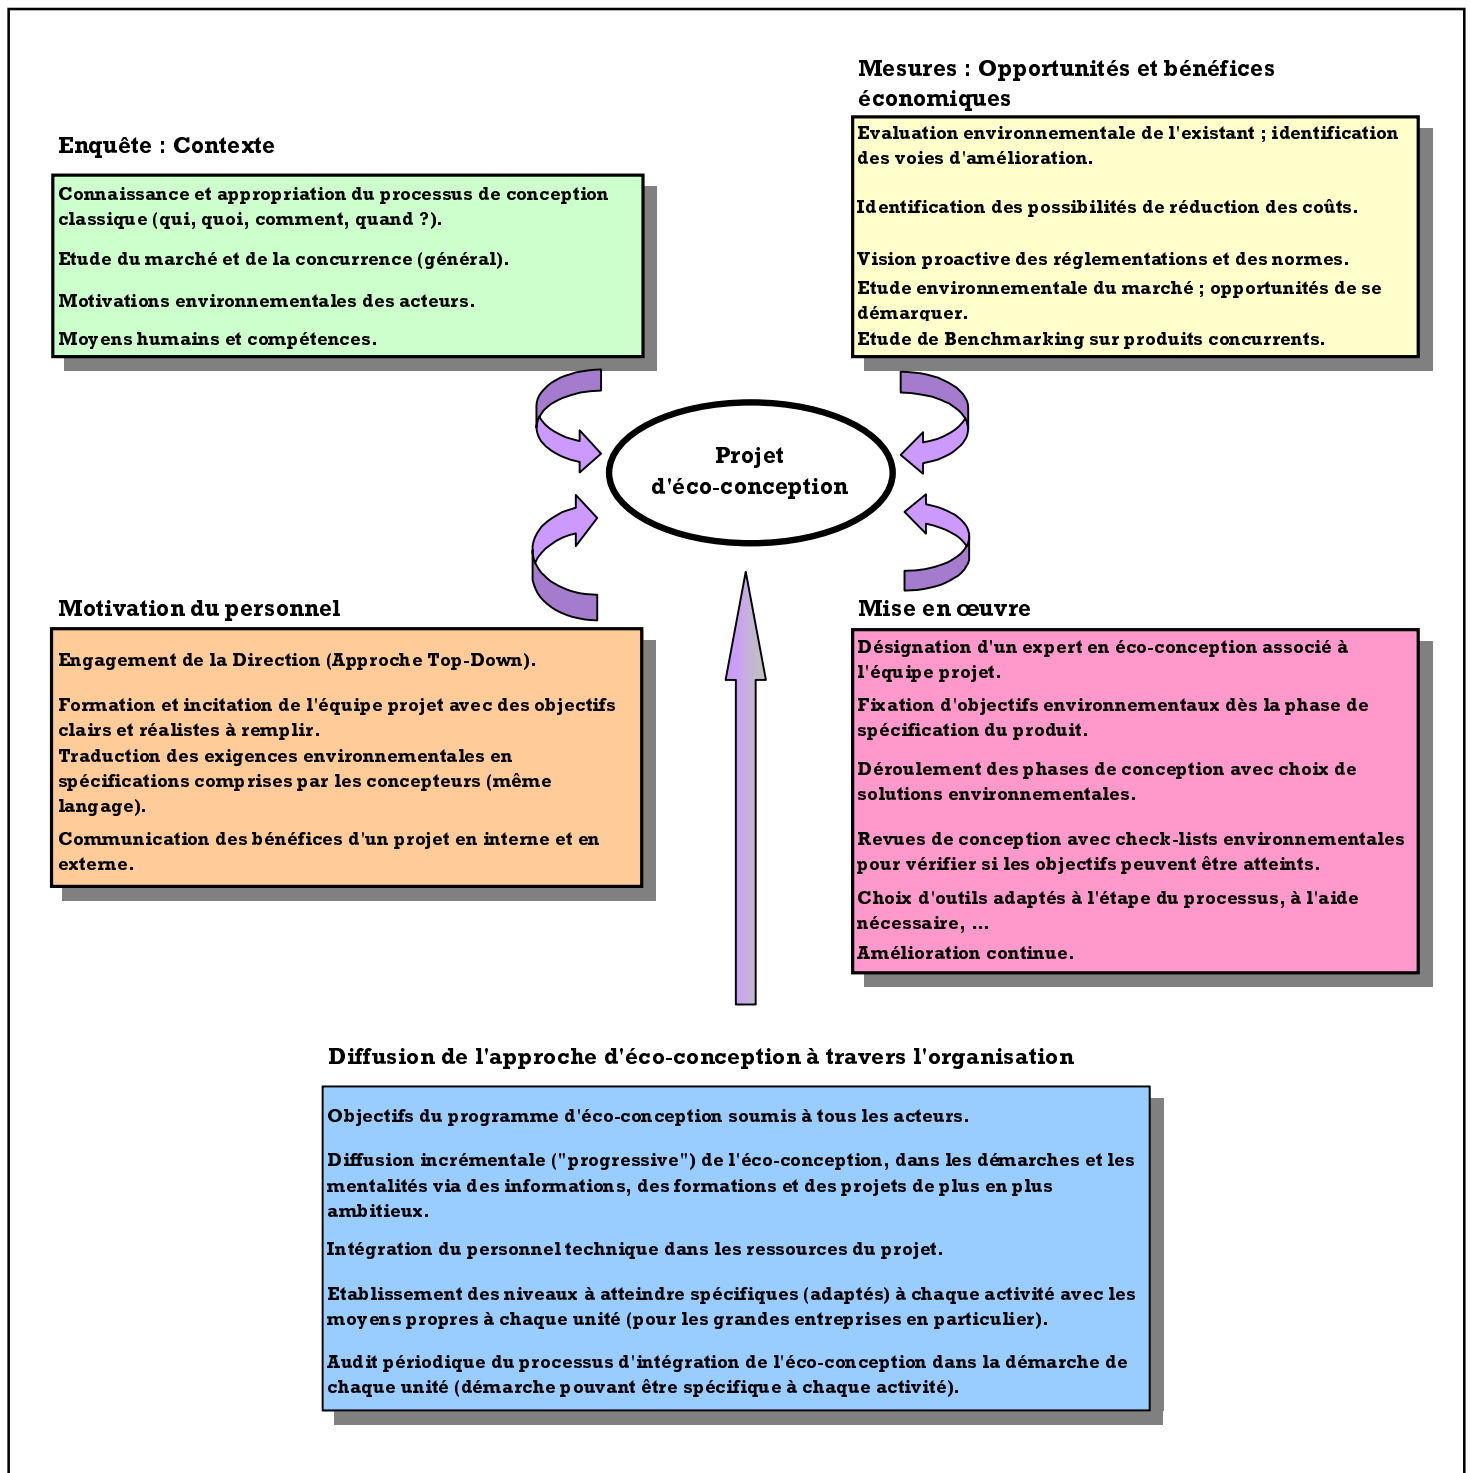 Enquête : Contexte
Connaissance et appropriation du processus de conception
classique (qui, quoi, comment, quand ?).
Etude du marché et de la concurrence (général).
Motivations environnementales des acteurs.
Moyens humains et compétences.
Mesures : Opportunités et bénéfices
économiques
Evaluation environnementale de l'existant ; identification
des voies d'amélioration.
Identification des possibilités de réduction des coûts.
Vision proactive des réglementations et des normes.
Etude environnementale du marché ; opportunités de se
démarquer.
Etude de Benchmarking sur produits concurrents.
Projet
d'éco-conception
Motivation du personnel
Engagement de la Direction (Approche Top-Down).
Formation et incitation de l'équipe projet avec des objectifs
clairs et réalistes à remplir.
Traduction des exigences environnementales en
spécifications comprises par les concepteurs (même
langage).
Communication des bénéfices d'un projet en interne et en
externe.
Mise en œuvre
Désignation d'un expert en éco-conception associé à
l'équipe projet.
Fixation d'objectifs environnementaux dès la phase de
spécification du produit.
Déroulement des phases de conception avec choix de
solutions environnementales.
Revues de conception avec check-lists environnementales
pour vérifier si les objectifs peuvent être atteints.
Choix d'outils adaptés à l'étape du processus, à l'aide
nécessaire, ...
Amélioration continue.
Diffusion de l'approche d'éco-conception à travers l'organisation
Objectifs du programme d'éco-conception soumis à tous les acteurs.
Diffusion incrémentale ("progressive") de l'éco-conception, dans les démarches et les
mentalités via des informations, des formations et des projets de plus en plus
ambitieux.
Intégration du personnel technique dans les ressources du projet.
Etablissement des niveaux à atteindre spécifiques (adaptés) à chaque activité avec les
moyens propres à chaque unité (pour les grandes entreprises en particulier).
Audit périodique du processus d'intégration de l'éco-conception dans la démarche de
chaque unité (démarche pouvant être spécifique à chaque activité).